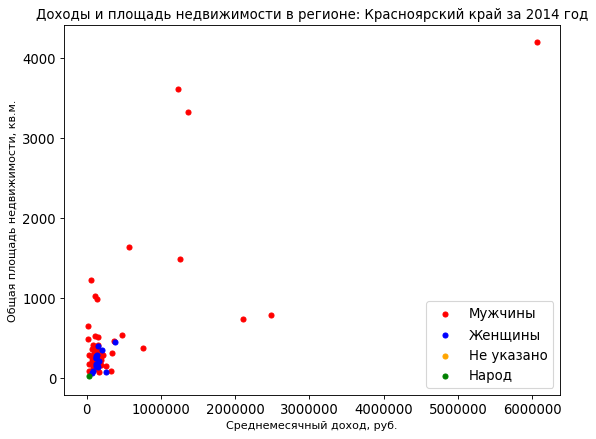 Доходы и площадь недвижимости в регионе: Красноярский край за 2014 год
Общая площадь недвижимости, кв.м.
4000
3000
2000
1000
0
Мужчины
Женщины
Не указано
Народ
0 1000000 2000000 3000000 4000000 5000000 6000000
Среднемесячный доход, руб.